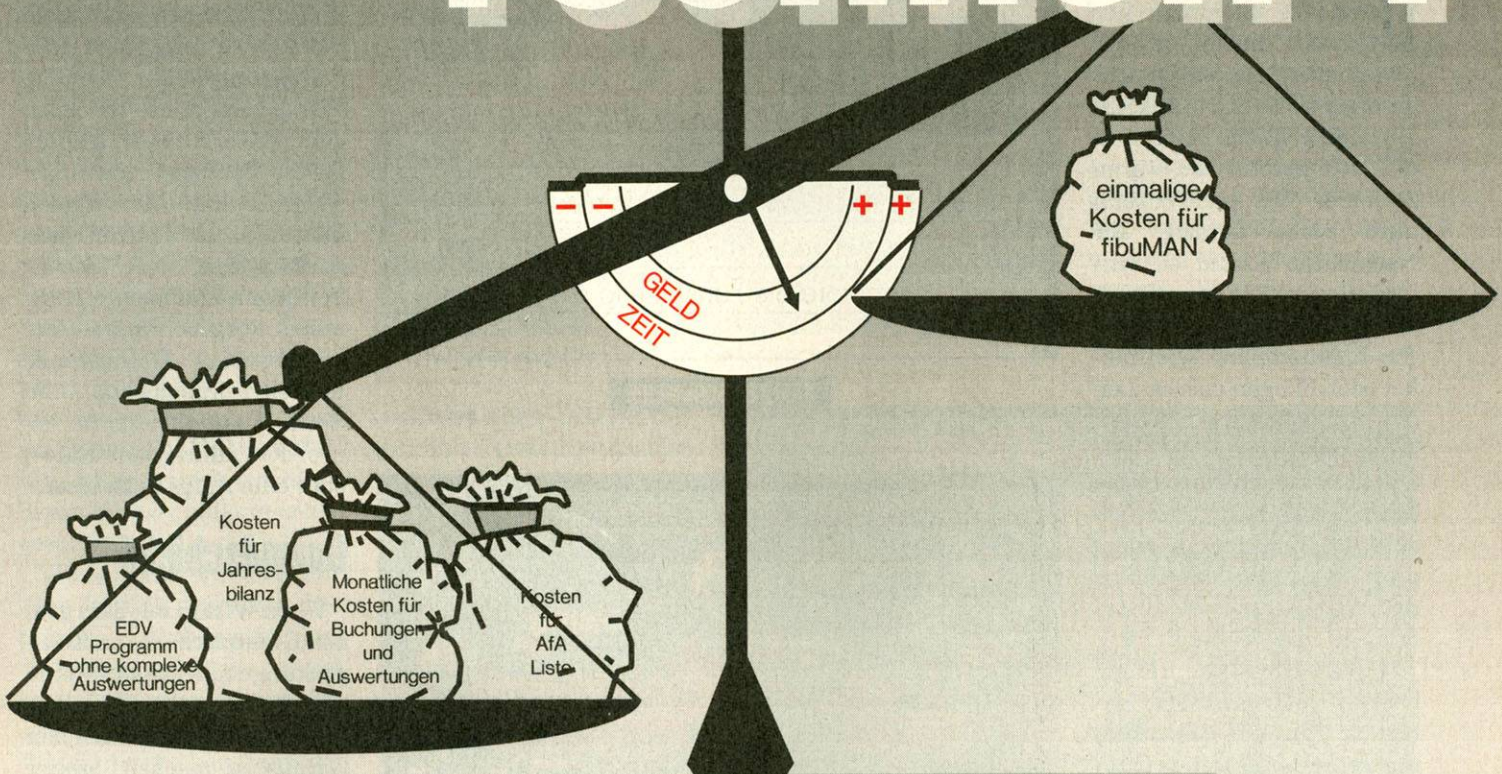 einmalige
Kosten für
fibuMAN
− − + +
GELD
ZEIT
Kosten
für
Jahres-
bilanz
Monatliche
Kosten für
Buchungen
und
Auswertungen
Kosten
für
AfA
Liste
EDV
Programm
ohne komplexe
Auswertungen